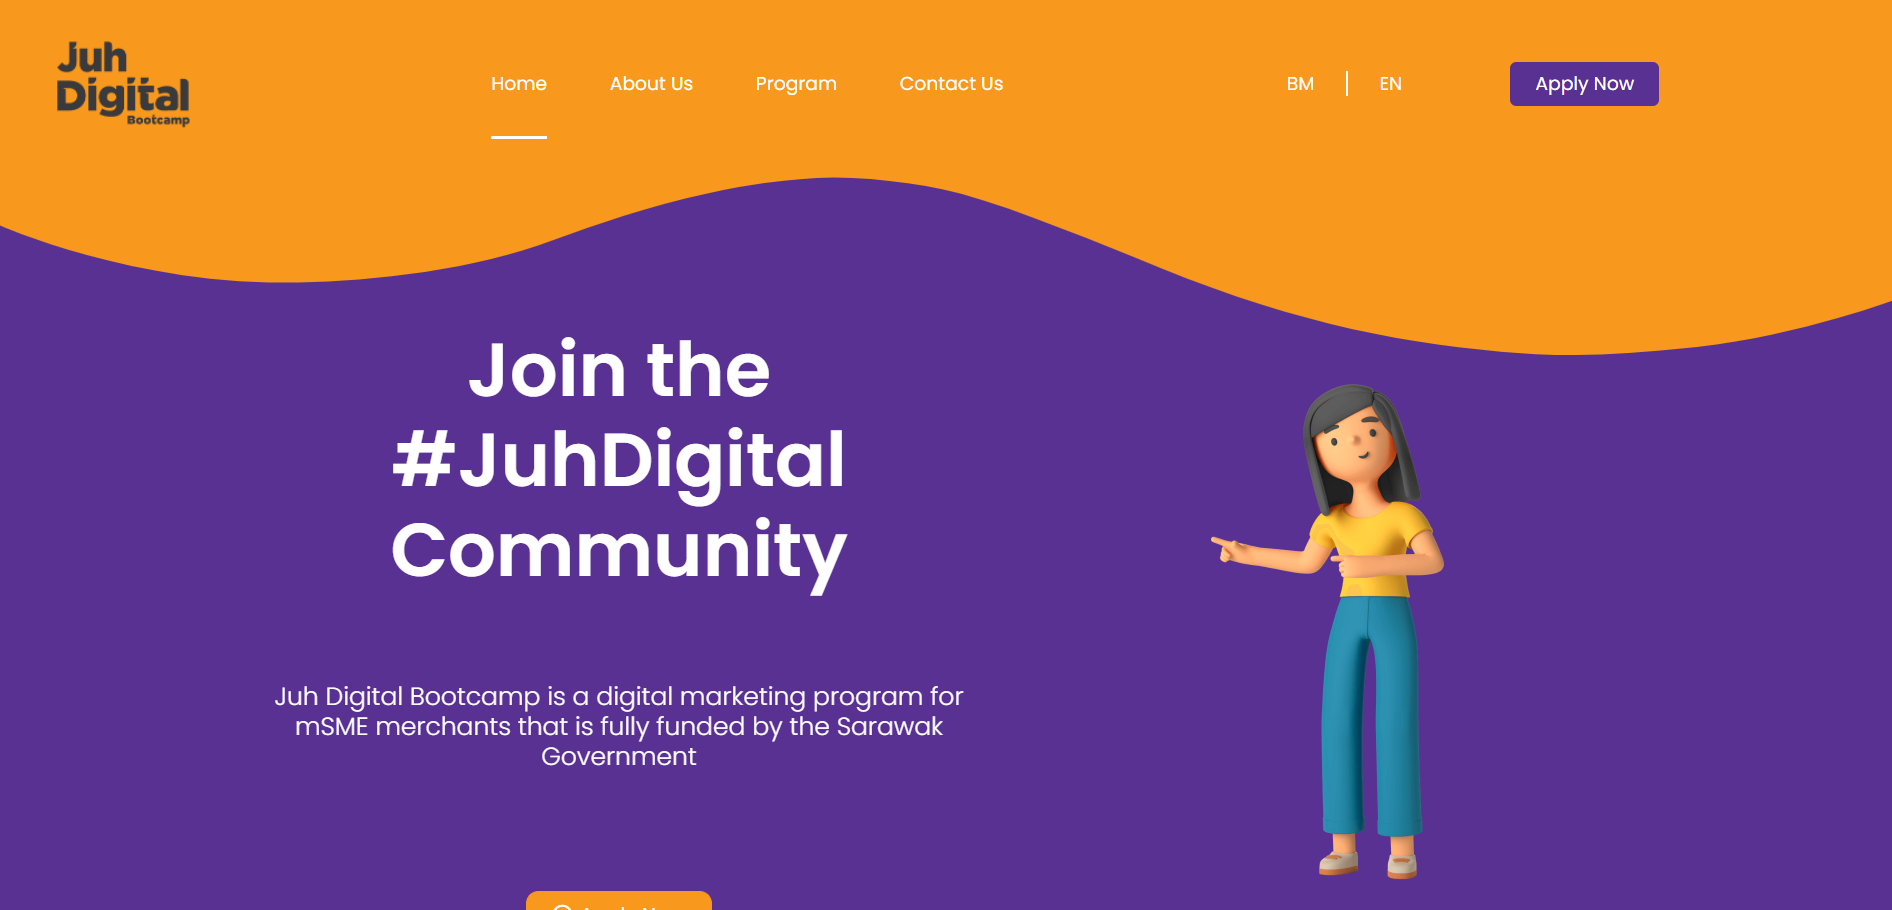 Juh
Digital
Bootcamp
Home
About Us
Program
Contact Us
BM
EN
Apply Now
Join the
#JuhDigital
Community
Juh Digital Bootcamp is a digital marketing program for
mSME merchants that is fully funded by the Sarawak
Government